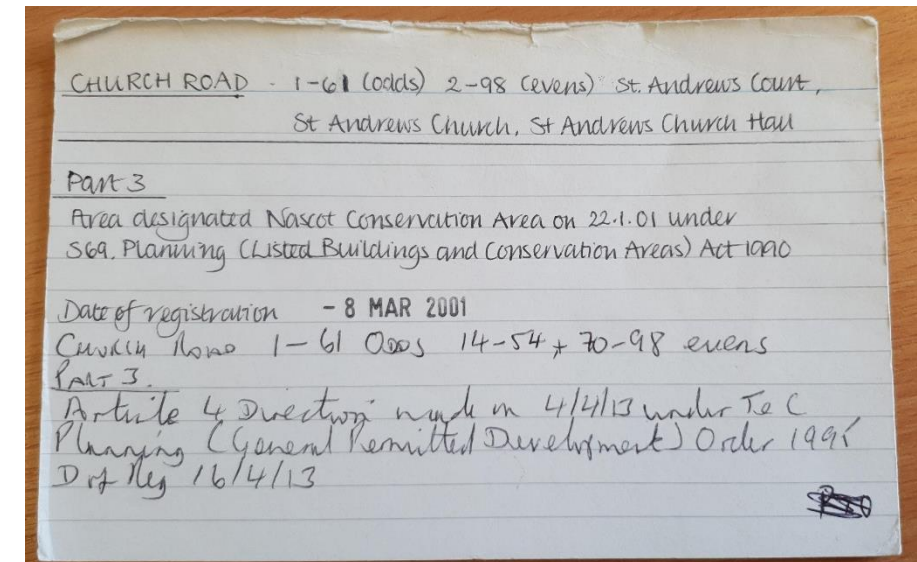 CHURCH ROAD - 1-61 (odds) 2-98 (evens) St. Andrews Court,
St Andrews Church, St Andrews Church Hall
Part 3
Area designated Nascot Conservation Area on 22.1.01 under
S69. Planning (Listed Buildings and Conservation Areas) Act 1990
Date of registration - 8 MAR 2001
CHURCH ROAD 1-61 ODDS 14-54 + 70-98 evens
PART 3.
Article 4 Direction made on 4/4/13 under T&C
Planning (General Permitted Development) Order 1995
D of Reg 16/4/13